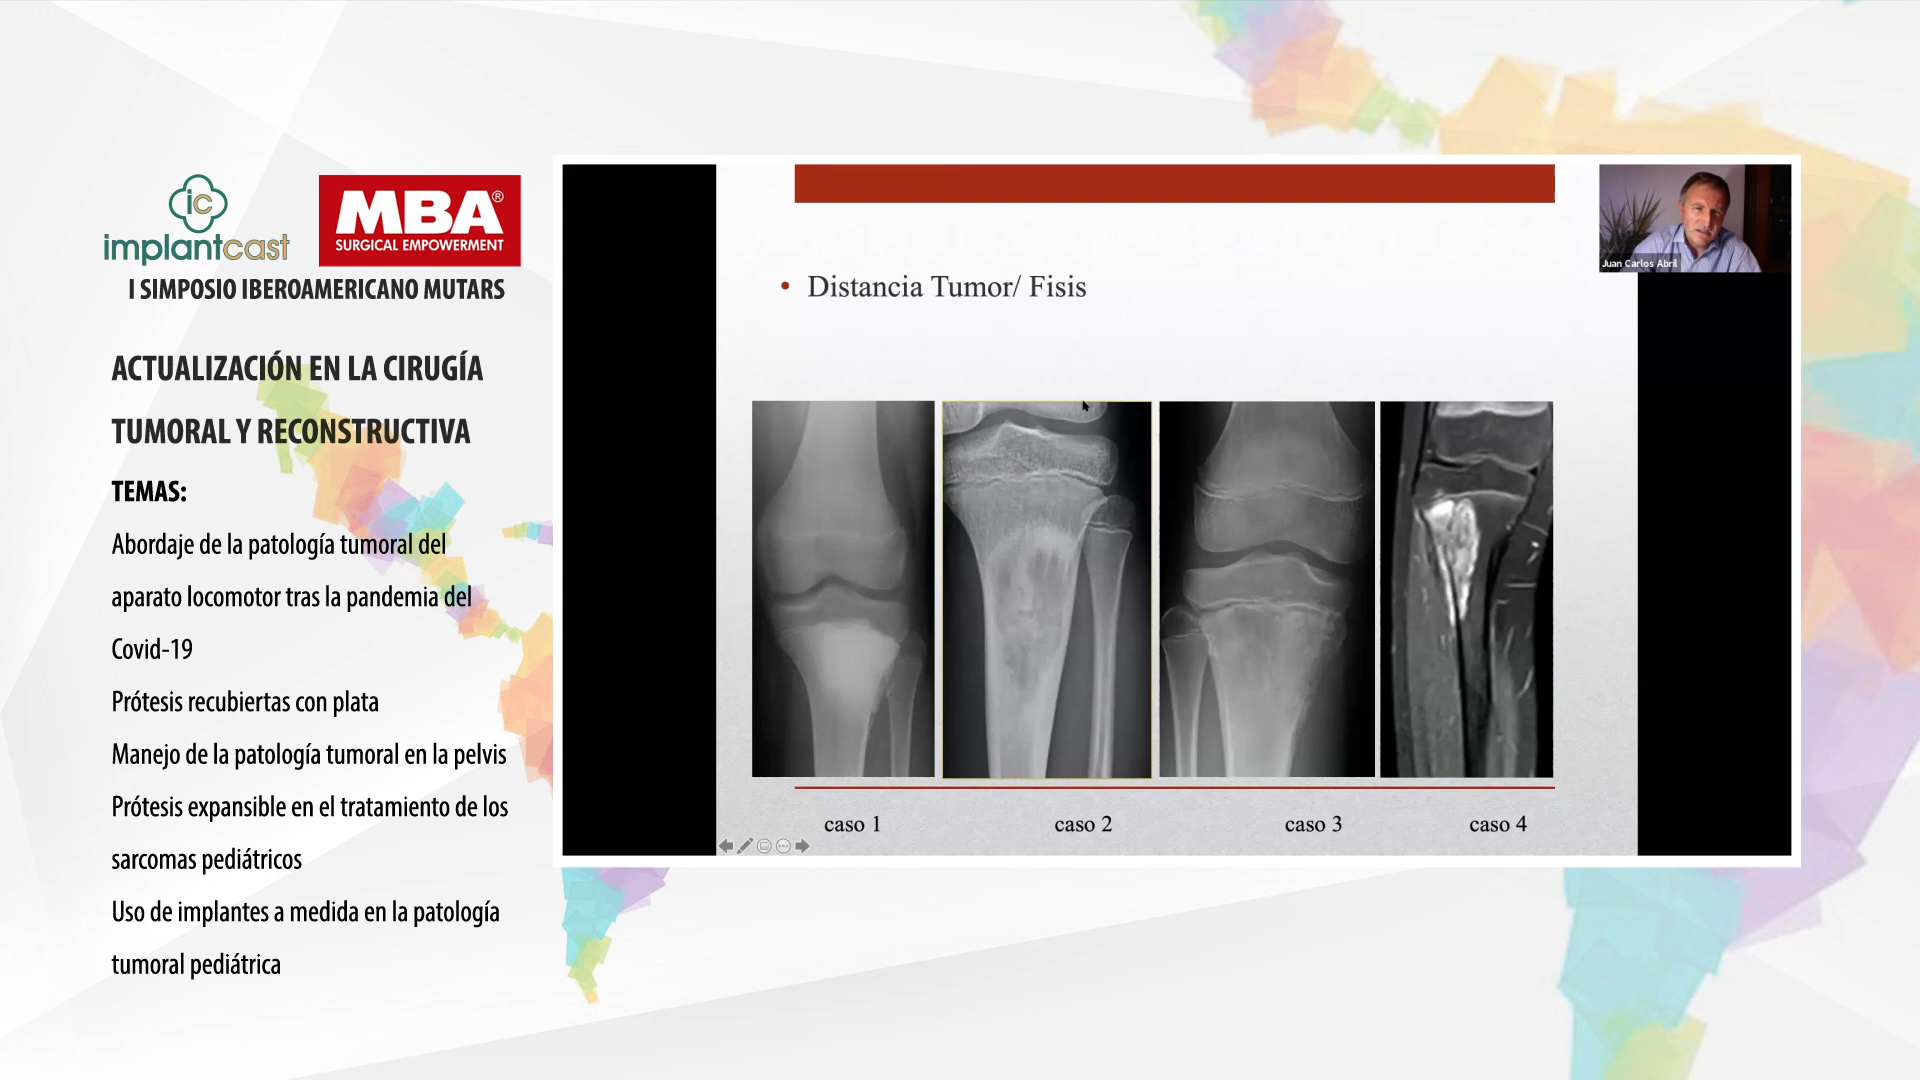 ic
implantcast
MBA®
SURGICAL EMPOWERMENT
I SIMPOSIO IBEROAMERICANO MUTARS
ACTUALIZACIÓN EN LA CIRUGÍA
TUMORAL Y RECONSTRUCTIVA
TEMAS:
Abordaje de la patología tumoral del
aparato locomotor tras la pandemia del
Covid-19
Prótesis recubiertas con plata
Manejo de la patología tumoral en la pelvis
Prótesis expansible en el tratamiento de los
sarcomas pediátricos
Uso de implantes a medida en la patología
tumoral pediátrica
• Distancia Tumor/ Fisis
caso 1
caso 2
caso 3
caso 4
Juan Carlos Abril